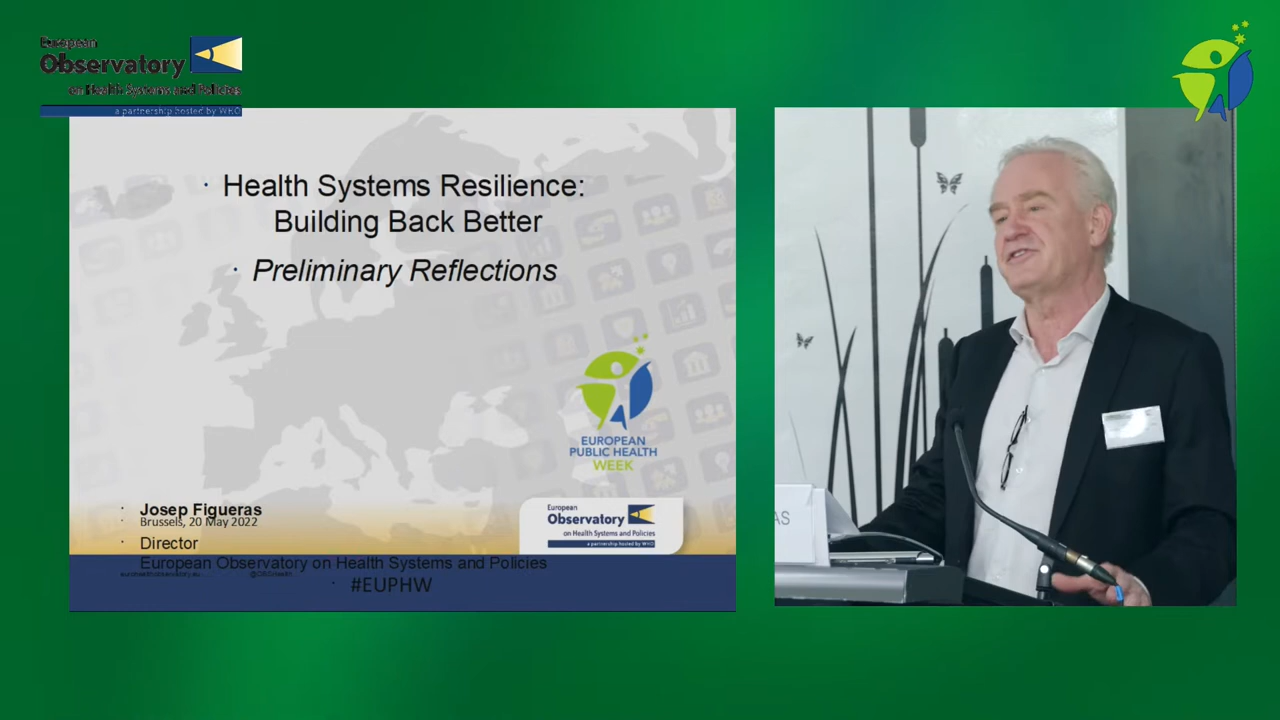 European
Observatory
on Health Systems and Policies
a partnership hosted by WHO
Health Systems Resilience:
Building Back Better
Preliminary Reflections
EUROPEAN
PUBLIC HEALTH
WEEK
Josep Figueras
Brussels, 20 May 2022
Director
European Observatory on Health Systems and Policies
#EUPHW
European
Observatory
on Health Systems and Policies
a partnership hosted by WHO
AS